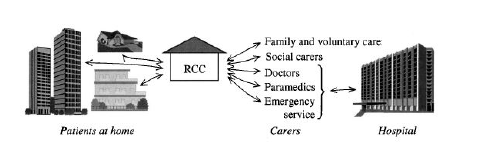 RCC
Family and voluntary care
Social carers
Doctors
Paramedics
Emergency
service
Patients at home
Carers
Hospital